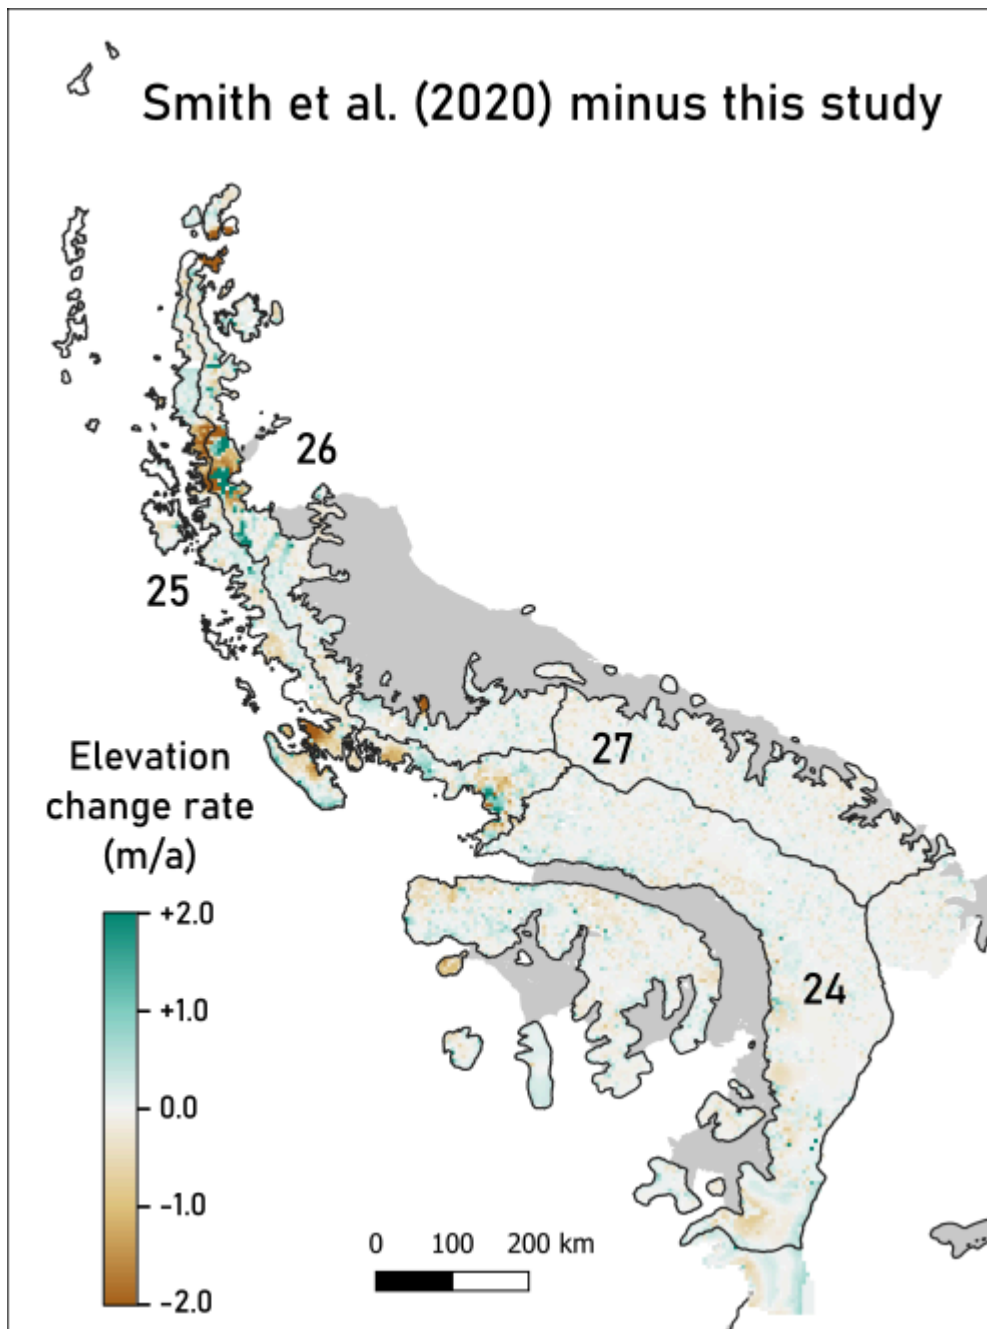 Smith et al. (2020) minus this study
26
25
27
24
Elevation
change rate
(m/a)
+2.0
+1.0
0.0
-1.0
-2.0
0 100 200 km